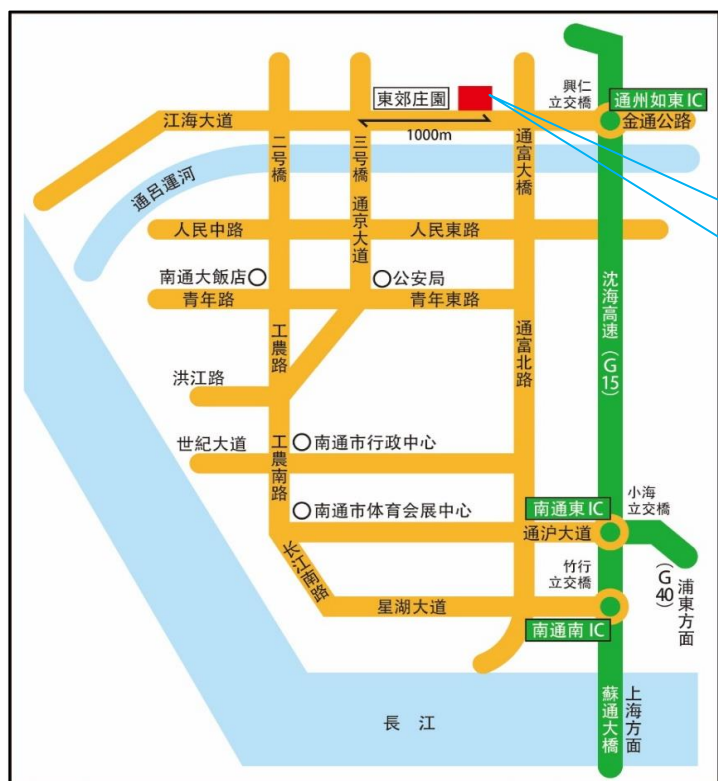 興仁
立交橋
通州如東IC
東郊庄園
江海大道
1000m
金通公路
二号橋
三号橋
通富大橋
通呂運河
通京大道
人民中路
人民東路
南通大飯店
公安局
沈海高速(G15)
青年路
青年東路
工農路
通富北路
洪江路
世紀大道
南通市行政中心
工農南路
南通市体育会展中心
南通東IC
小海
立交橋
通沪大道
长江南路
竹行
立交橋
(G40)
浦東方面
星湖大道
南通南IC
長江
蘇通大橋
上海方面